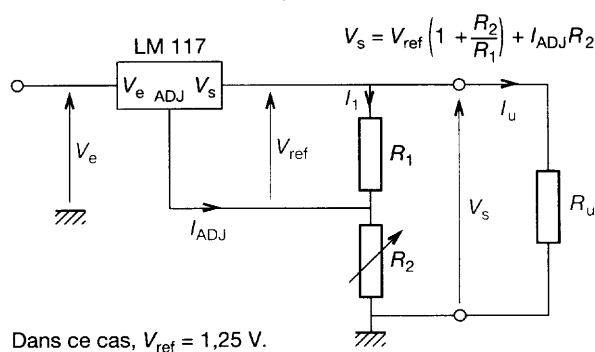 V_s = V_ref (1 + R_2/R_1) + I_ADJ R_2
LM 117
V_e ADJ V_s
I_1
I_u
V_e
V_ref
R_1
V_s
R_u
I_ADJ
R_2
Dans ce cas, V_ref = 1,25 V.